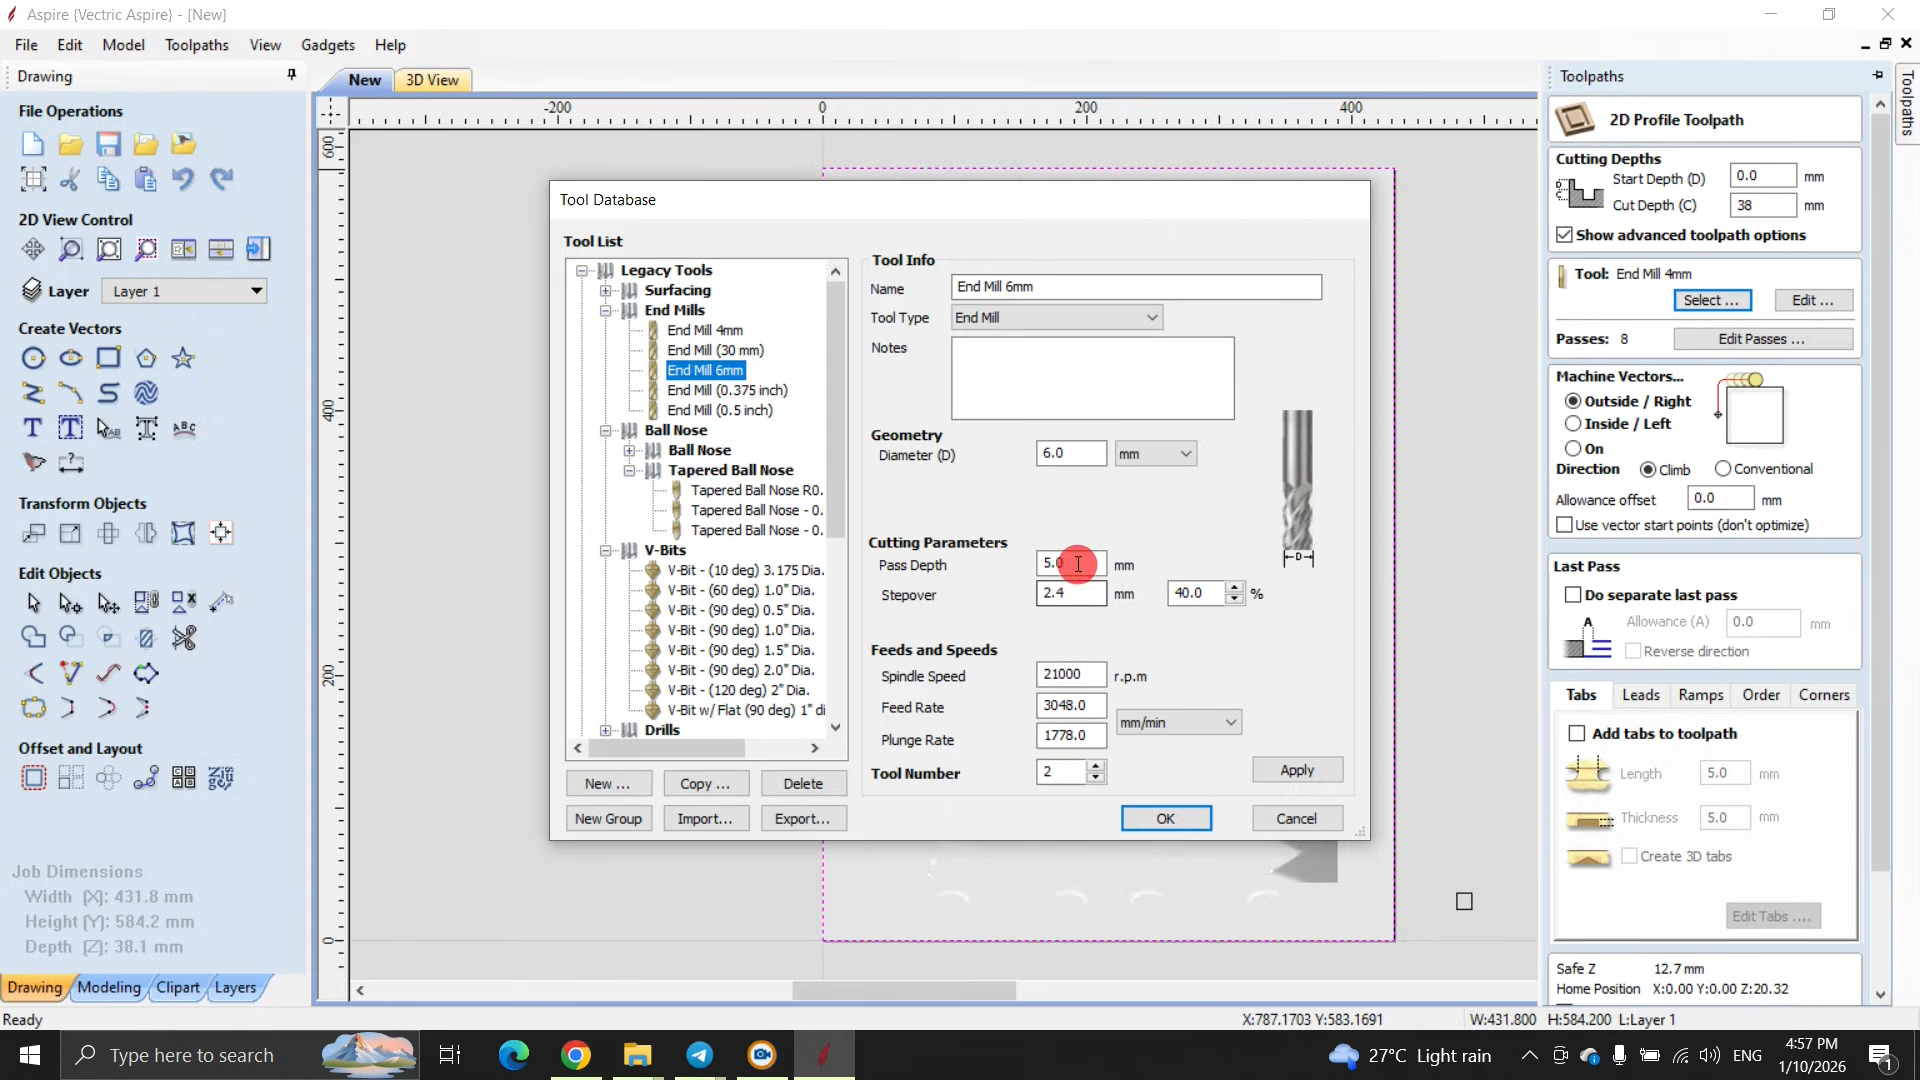 Aspire {Vectric Aspire} - [New]
File Edit Model Toolpaths View Gadgets Help
Drawing
File Operations
2D View Control
Layer Layer 1
Create Vectors
Transform Objects
Edit Objects
Offset and Layout
Job Dimensions
Width (X): 431.8 mm
Height (Y): 584.2 mm
Depth (Z): 38.1 mm
Drawing Modeling Clipart Layers
Ready
New 3D View
-200 0 200 400
600
400
200
0
Tool Database
Tool List
Legacy Tools
Surfacing
End Mills
End Mill 4mm
End Mill (30 mm)
End Mill 6mm
End Mill (0.375 inch)
End Mill (0.5 inch)
Ball Nose
Ball Nose
Tapered Ball Nose
Tapered Ball Nose R0.
Tapered Ball Nose - 0.
Tapered Ball Nose - 0.
V-Bits
V-Bit - (10 deg) 3.175 Dia.
V-Bit - (60 deg) 1.0" Dia.
V-Bit - (90 deg) 0.5" Dia.
V-Bit - (90 deg) 1.0" Dia.
V-Bit - (90 deg) 1.5" Dia.
V-Bit - (90 deg) 2.0" Dia.
V-Bit - (120 deg) 2" Dia.
V-Bit w/ Flat (90 deg) 1" di
Drills
New ... Copy ... Delete
New Group Import... Export...
Tool Info
Name End Mill 6mm
Tool Type End Mill
Notes
Geometry
Diameter (D) 6.0 mm
D
Cutting Parameters
Pass Depth 5.0 mm
Stepover 2.4 mm 40.0 %
Feeds and Speeds
Spindle Speed 21000 r.p.m
Feed Rate 3048.0
mm/min
Plunge Rate 1778.0
Tool Number 2
Apply
OK Cancel
Toolpaths
Toolpaths
2D Profile Toolpath
Cutting Depths
Start Depth (D) 0.0 mm
Cut Depth (C) 38 mm
Show advanced toolpath options
Tool: End Mill 4mm
Select ... Edit ...
Passes: 8 Edit Passes ...
Machine Vectors...
Outside / Right
Inside / Left
On
Direction Climb Conventional
Allowance offset 0.0 mm
Use vector start points (don't optimize)
Last Pass
Do separate last pass
A Allowance (A) 0.0 mm
Reverse direction
Tabs Leads Ramps Order Corners
Add tabs to toolpath
Length 5.0 mm
Thickness 5.0 mm
Create 3D tabs
Edit Tabs ....
Safe Z 12.7 mm
Home Position X:0.00 Y:0.00 Z:20.32
X:787.1703 Y:583.1691 W:431.800 H:584.200 L:Layer 1
Type here to search
27°C Light rain
ENG
4:57 PM
1/10/2026
1